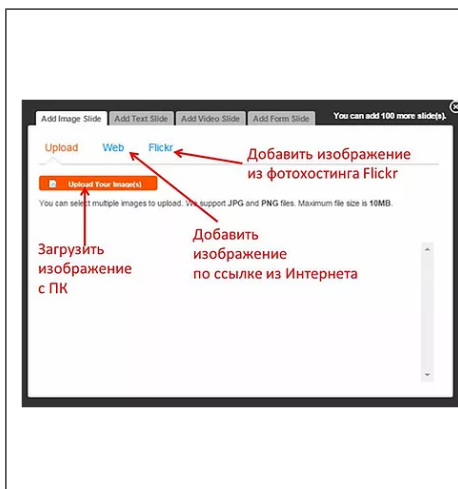 Add Image Slide Add Text Slide Add Video Slide Add Form Slide You can add 100 more slide(s).
Upload Web Flickr
Добавить изображение
из фотохостинга Flickr
Upload Your Image(s)
You can select multiple images to upload. We support JPG and PNG files. Maximum file size is 10MB.
Добавить
изображение
по ссылке из Интернета
Загрузить
изображение
с ПК